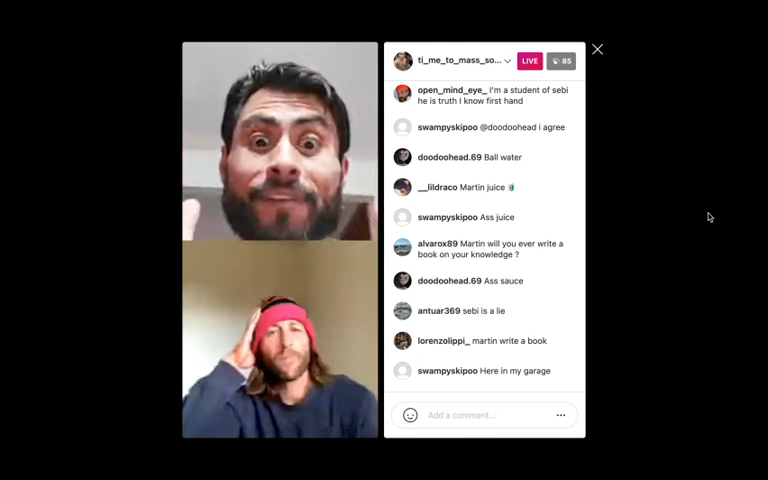 ti_me_to_mass_so...
LIVE
85
open_mind_eye_ I'm a student of sebi
he is truth I know first hand
swampyskipoo @doodoohead i agree
doodoohead.69 Ball water
__lildraco Martin juice
swampyskipoo Ass juice
alvarox89 Martin will you ever write a
book on your knowledge ?
doodoohead.69 Ass sauce
antuar369 sebi is a lie
lorenzolippi_ martin write a book
swampyskipoo Here in my garage
Add a comment...